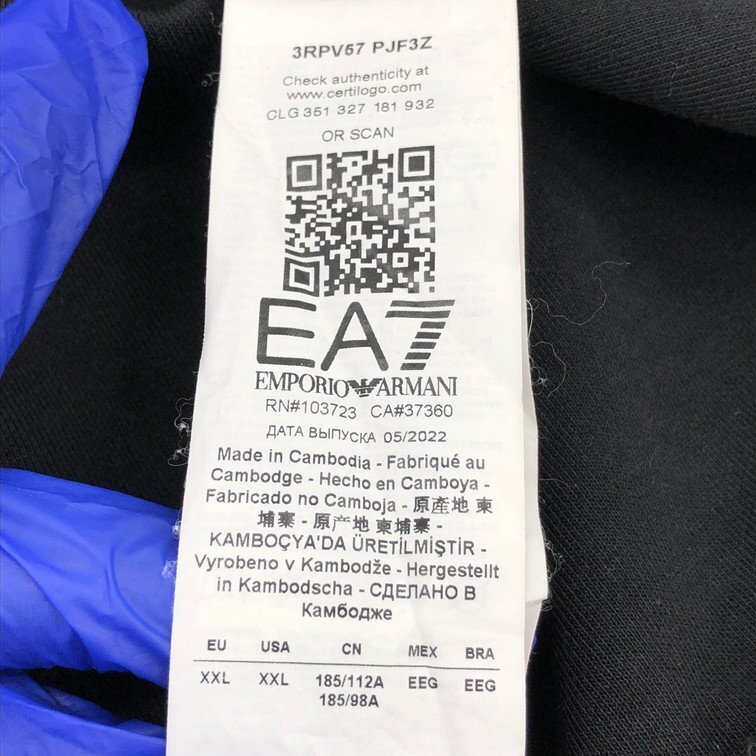 3RPV57 PJF3Z
Check authenticity at
www.certilogo.com
CLG 351 327 181 932
OR SCAN
EA7
EMPORIO ARMANI
RN#103723 CA#37360
ДАТА ВЫПУСКА 05/2022
Made in Cambodia - Fabriqué au
Cambodge - Hecho en Camboya -
Fabricado no Camboja - 原產地 柬
埔寨 - 原产地 柬埔寨 -
KAMBOÇYA'DA ÜRETİLMİŞTİR -
Vyrobeno v Kambodže - Hergestellt
in Kambodscha - СДЕЛАНО В
Камбодже
EU USA CN MEX BRA
XXL XXL 185/112A EEG EEG
185/98A